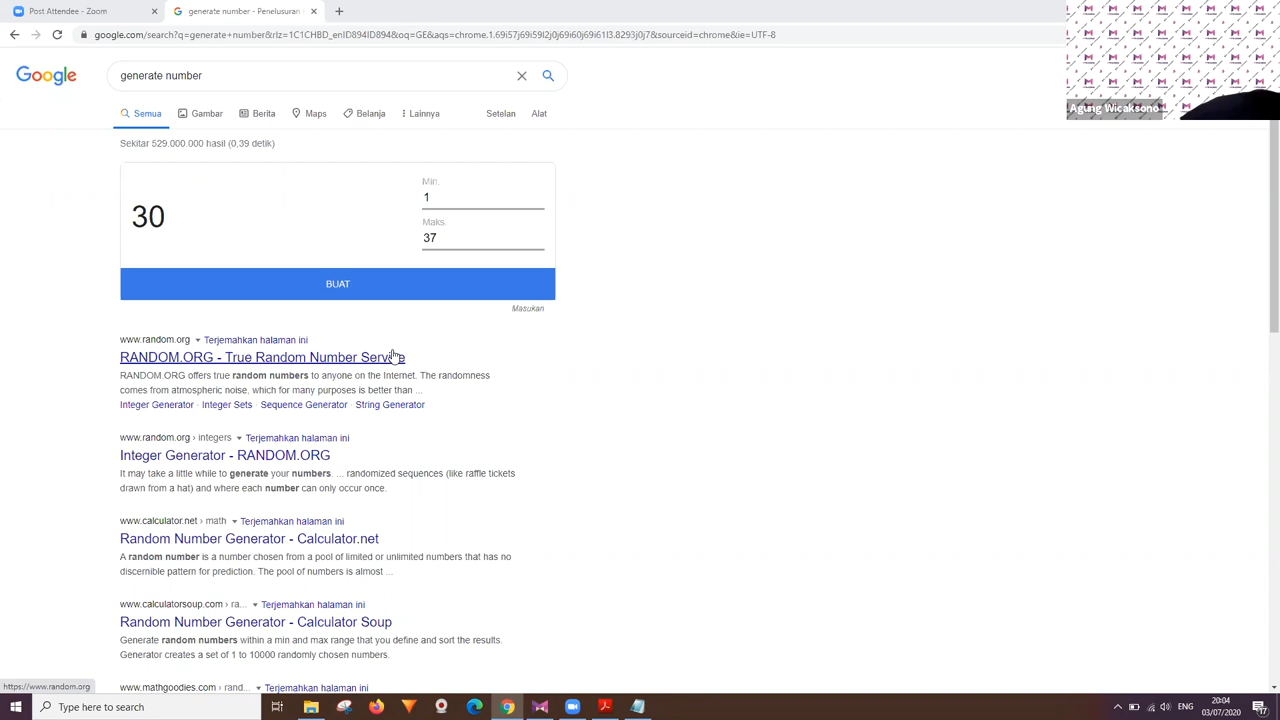 Post Attendee - Zoom
generate number - Penelusuran
google.com/search?q=generate+number&rlz=1C1CHBD_enID894ID894&oq=GE&aqs=chrome.1.69i57j69i59l2j0j69i60j69i61l3.8293j0j7&sourceid=chrome&ie=UTF-8
Agung Wicaksono
Google
generate number
Semua
Gambar
Berita
Maps
Belanja
Lainnya
Setelan
Alat
Sekitar 529.000.000 hasil (0,39 detik)
30
Min.
1
Maks
37
BUAT
Masukan
www.random.org
Terjemahkan halaman ini
RANDOM.ORG - True Random Number Service
RANDOM.ORG offers true random numbers to anyone on the Internet. The randomness
comes from atmospheric noise, which for many purposes is better than ...
Integer Generator · Integer Sets · Sequence Generator · String Generator
www.random.org › integers
Terjemahkan halaman ini
Integer Generator - RANDOM.ORG
It may take a little while to generate your numbers. ... randomized sequences (like raffle tickets
drawn from a hat) and where each number can only occur once.
www.calculator.net › math
Terjemahkan halaman ini
Random Number Generator - Calculator.net
A random number is a number chosen from a pool of limited or unlimited numbers that has no
discernible pattern for prediction. The pool of numbers is almost ...
www.calculatorsoup.com › ra...
Terjemahkan halaman ini
Random Number Generator - Calculator Soup
Generate random numbers within a min and max range that you define and sort the results.
Generator creates a set of 1 to 10000 randomly chosen numbers.
www.mathgoodies.com › rand...
Terjemahkan halaman ini
https://www.random.org
Type here to search
ENG
20:04
03/07/2020
17